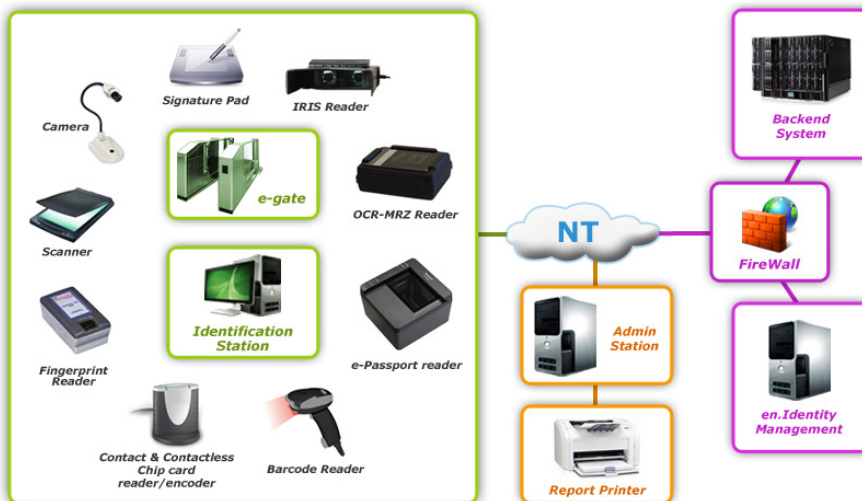 Signature Pad
IRIS Reader
Camera
e-gate
OCR-MRZ Reader
Scanner
Identification
Station
Fingerprint
Reader
e-Passport reader
Contact & Contactless
Chip card
reader/encoder
Barcode Reader
NT
Admin
Station
Report Printer
Backend
System
FireWall
en.Identity
Management